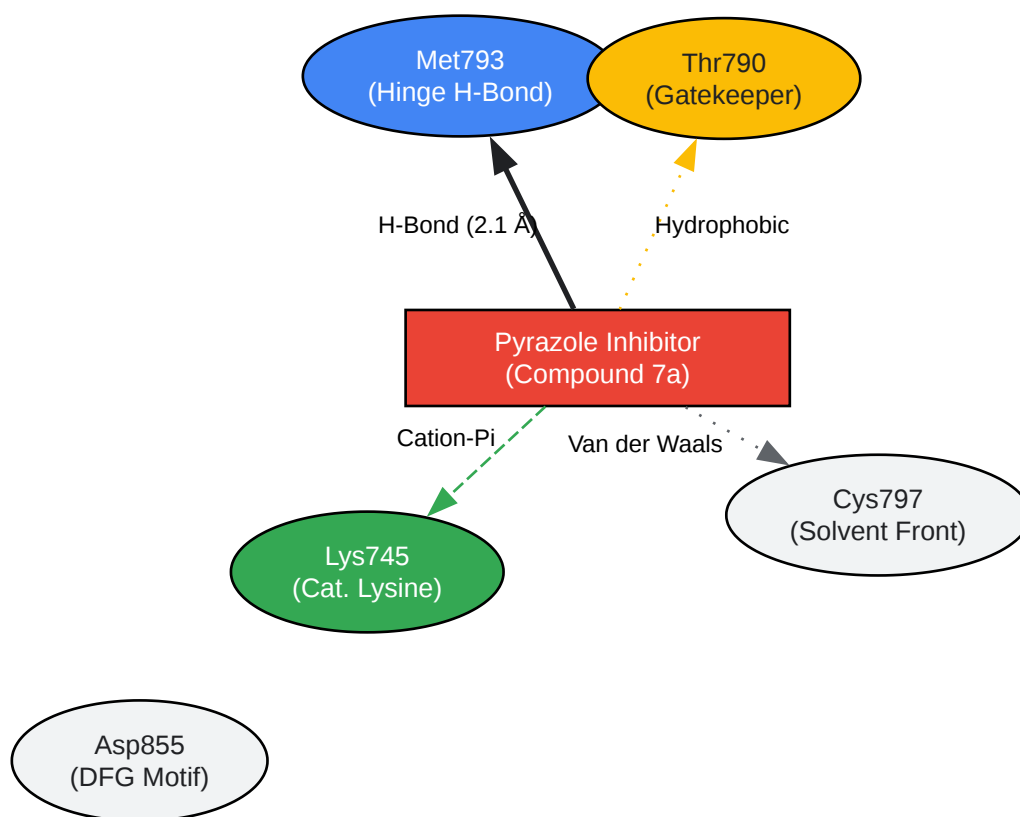 Met793
(Hinge H-Bond)
Thr790
(Gatekeeper)
H-Bond (2.1 Å)
Hydrophobic
Pyrazole Inhibitor
(Compound 7a)
Cation-Pi
Van der Waals
Cys797
(Solvent Front)
Lys745
(Cat. Lysine)
Asp855
(DFG Motif)